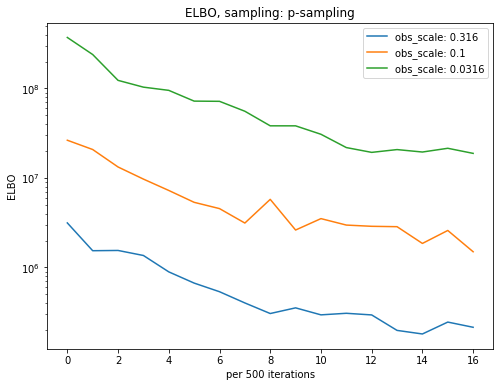 ELBO, sampling: p-sampling
obs_scale: 0.316
obs_scale: 0.1
obs_scale: 0.0316
10^8
10^7
10^6
ELBO
0 2 4 6 8 10 12 14 16
per 500 iterations